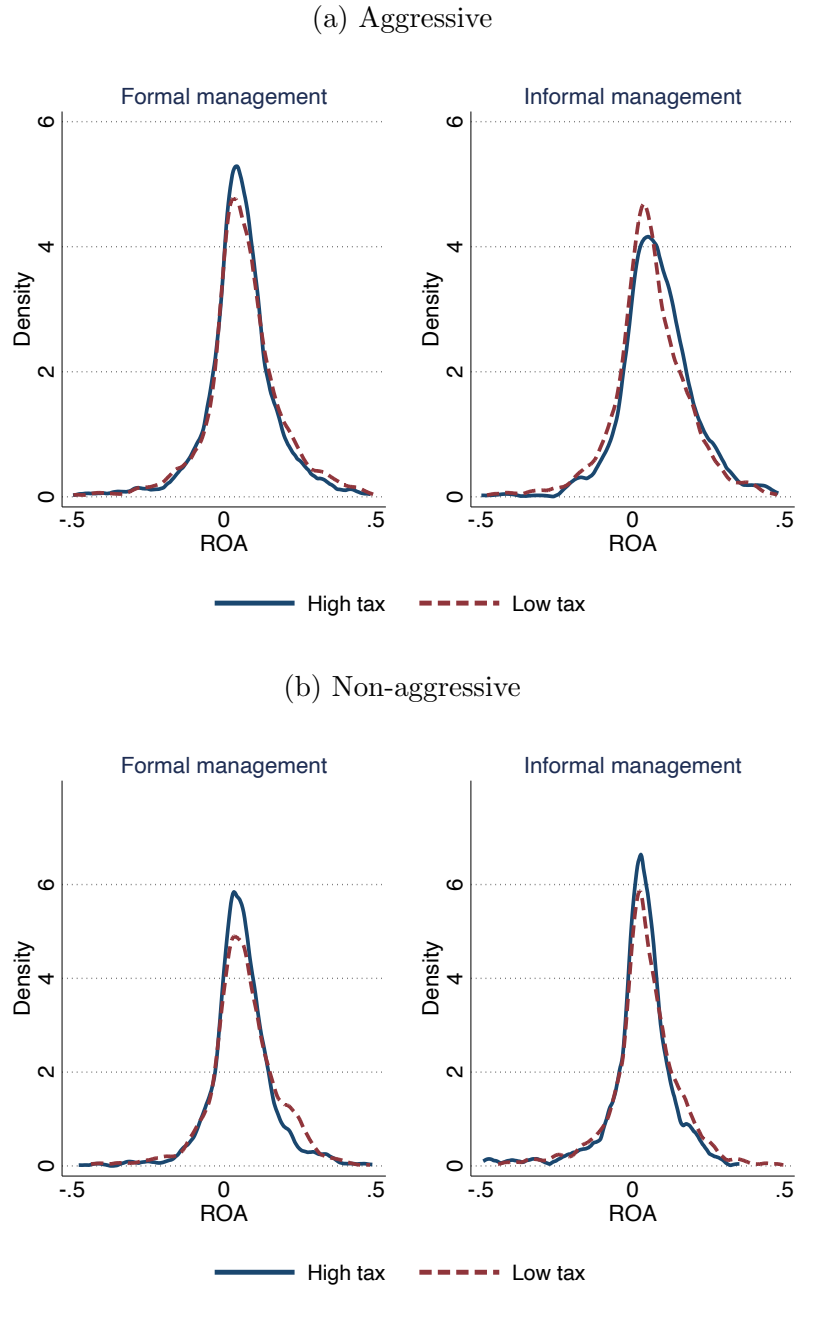 (a) Aggressive
Formal management
Informal management
6
4
2
0
Density
-.5
0
.5
ROA
6
4
2
0
Density
-.5
0
.5
ROA
High tax
Low tax
(b) Non-aggressive
Formal management
Informal management
6
4
2
0
Density
-.5
0
.5
ROA
6
4
2
0
Density
-.5
0
.5
ROA
High tax
Low tax